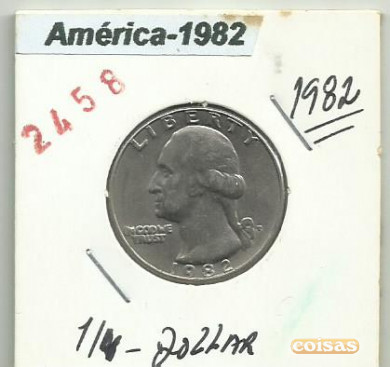 América-1982
2458
1982
LIBERTY
IN GOD WE
TRUST
P
1982
1/4 - DOLLAR
coisas